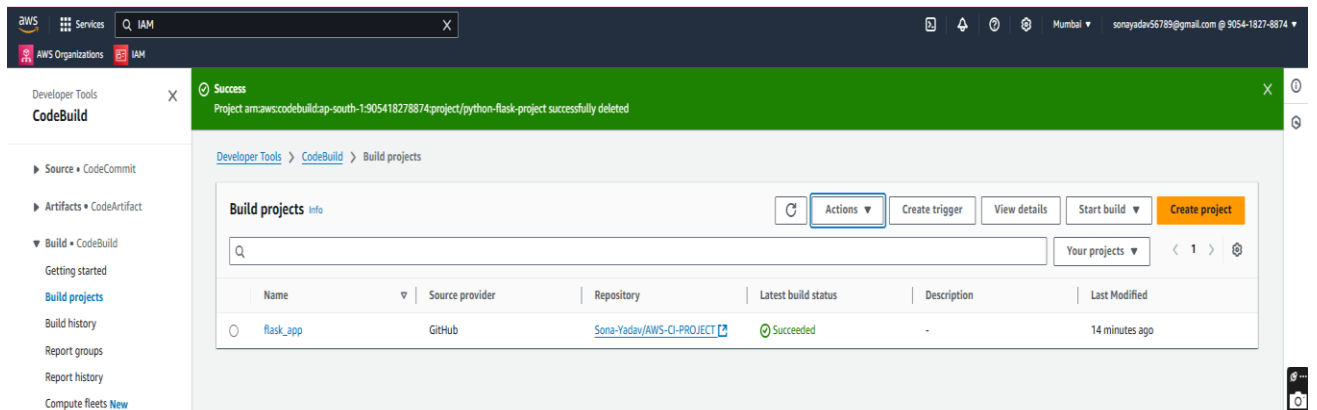 aws Services IAM X Mumbai ▼ sonayadav56789@gmail.com @ 9054-1827-8874 ▼
AWS Organizations IAM
Developer Tools X
CodeBuild
Success
Project arn:aws:codebuild:ap-south-1:905418278874:project/python-flask-project successfully deleted
Developer Tools > CodeBuild > Build projects
Source • CodeCommit
Artifacts • CodeArtifact
Build • CodeBuild
Getting started
Build projects
Build history
Report groups
Report history
Compute fleets New
Build projects Info Actions ▼ Create trigger View details Start build ▼ Create project
Your projects ▼ < 1 >
Name Source provider Repository Latest build status Description Last Modified
flask_app GitHub Sona-Yadav/AWS-CI-PROJECT Succeeded - 14 minutes ago